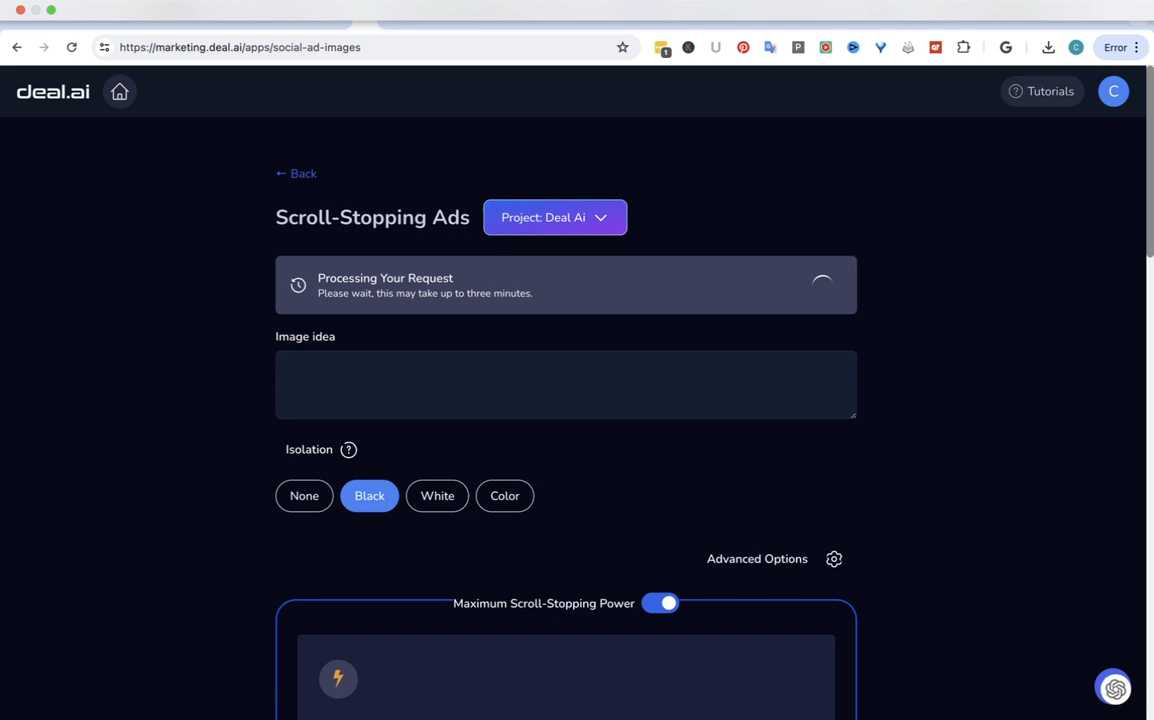 https://marketing.deal.ai/apps/social-ad-images
1
G
P
U
C
Error
deal.ai
? Tutorials
C
← Back
Scroll-Stopping Ads
Project: Deal Ai
Processing Your Request
Please wait, this may take up to three minutes.
Image idea
Isolation ?
None Black White Color
Advanced Options
Maximum Scroll-Stopping Power